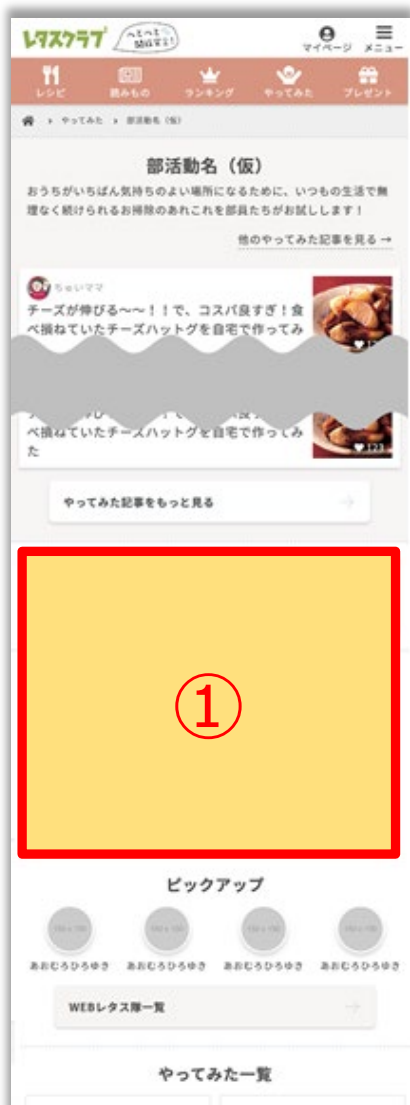 レタスクラブ
へとへと
マイページ メニュー
レシピ 読みもの ランキング やってみた プレゼント
やってみた 部活動名（仮）
部活動名（仮）
おうちがいちばん気持ちのよい場所になるために、いつもの生活で無
理なく続けられるお掃除のあれこれを部員たちがお試しします！
他のやってみた記事を見る→
ちゅいママ
チーズが伸びる〜〜！！で、コスパ良すぎ！食
べ損ねていたチーズハットグを自宅で作ってみ
べ損ねていたチーズハットグを自宅で作ってみ
た
123
やってみた記事をもっと見る
①
ピックアップ
あおむろひろゆき あおむろひろゆき あおむろひろゆき あおむろひろゆき
WEBレタス隊一覧
やってみた一覧